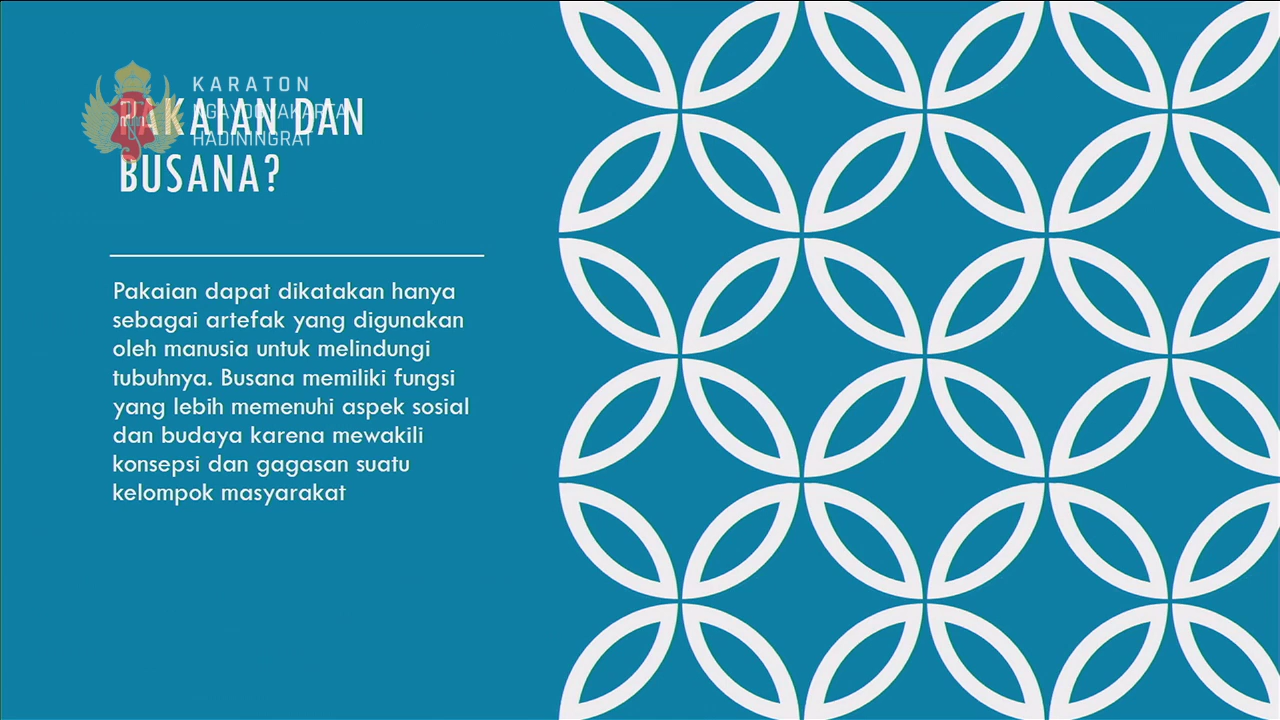 KARATON
NGAYOGYAKARTA
HADININGRAT
PAKAIAN DAN
BUSANA?
Pakaian dapat dikatakan hanya
sebagai artefak yang digunakan
oleh manusia untuk melindungi
tubuhnya. Busana memiliki fungsi
yang lebih memenuhi aspek sosial
dan budaya karena mewakili
konsepsi dan gagasan suatu
kelompok masyarakat